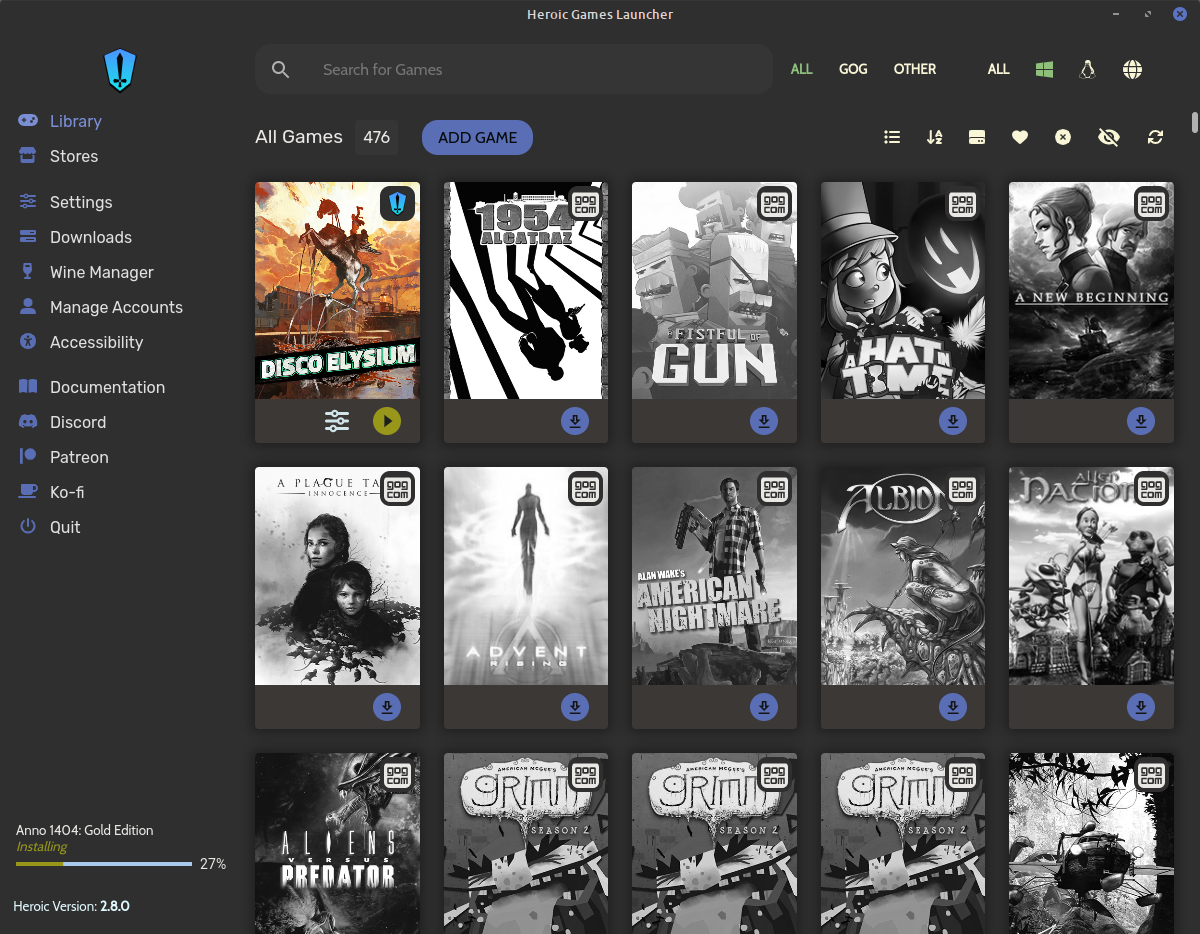 Heroic Games Launcher
Search for Games
ALL GOG OTHER ALL
Library
Stores
Settings
Downloads
Wine Manager
Manage Accounts
Accessibility
Documentation
Discord
Patreon
Ko-fi
Quit
All Games 476 ADD GAME
DISCO ELYSIUM
gog
com
1954
ALCATRAZ
gog
com
A FISTFUL OF
GUN
gog
com
A HAT IN
TIME
gog
com
A NEW BEGINNING
gog
com
A PLAGUE TA
INNOCENCE
gog
com
ADVENT
RISING
gog
com
ALAN WAKE'S
AMERICAN
NIGHTMARE
gog
com
ALBION
gog
com
ALIEN
NATION
gog
com
ALIENS
VERSUS
PREDATOR
gog
com
AMERICAN MCGEE'S
GRIMM
SEASON 2
gog
com
AMERICAN MCGEE'S
GRIMM
SEASON 2
gog
com
AMERICAN MCGEE'S
GRIMM
SEASON 2
gog
com
gog
com
Anno 1404: Gold Edition
Installing
27%
Heroic Version: 2.8.0